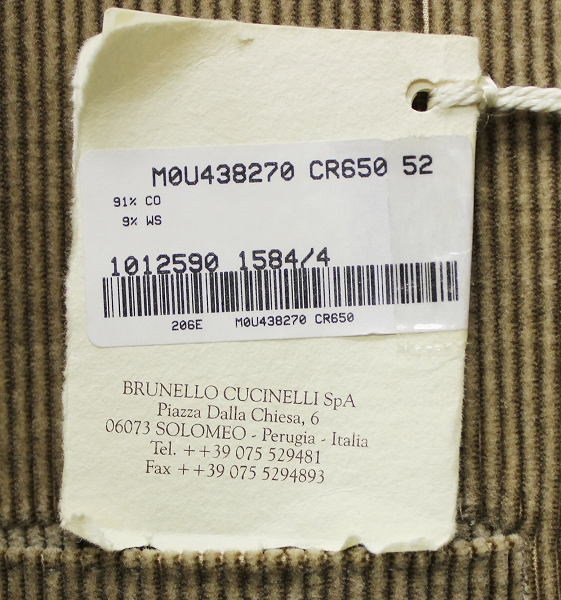 M0U438270 CR650 52
91% CO
9% WS
1012590 1584/4
206E M0U438270 CR650
BRUNELLO CUCINELLI SpA
Piazza Dalla Chiesa, 6
06073 SOLOMEO - Perugia - Italia
Tel. ++39 075 529481
Fax ++39 075 5294893